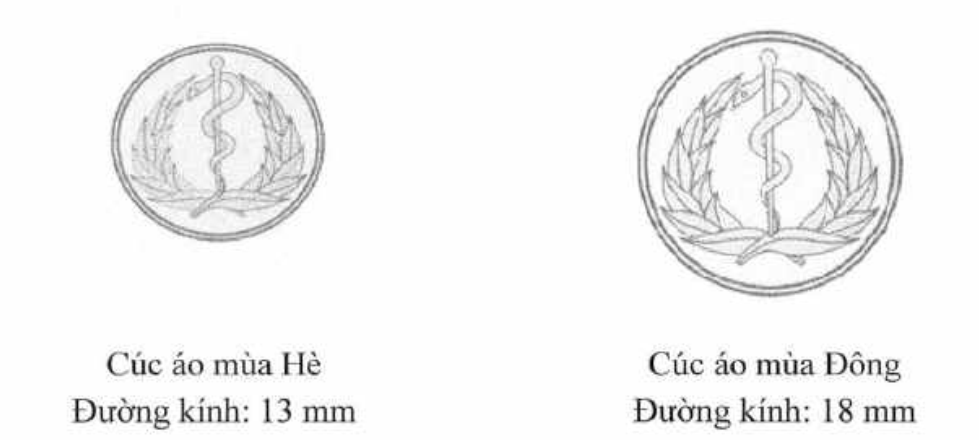 Cúc áo mùa Hè
Đường kính: 13 mm
Cúc áo mùa Đông
Đường kính: 18 mm